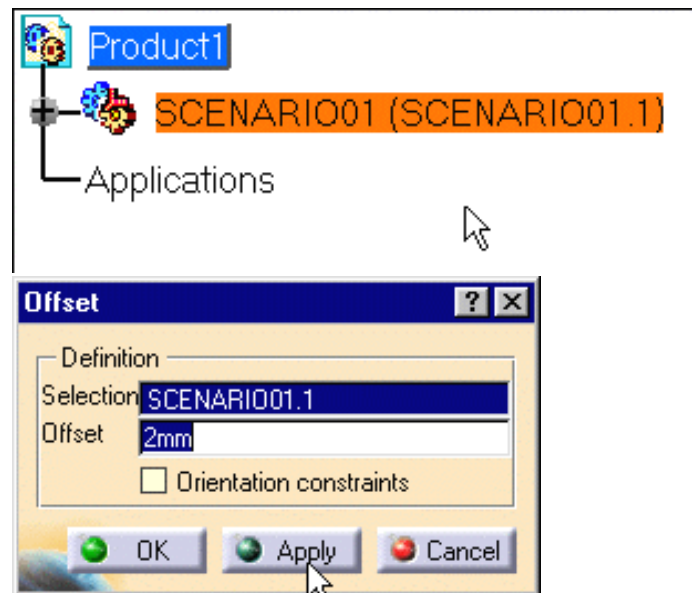 Product1
SCENARIO01 (SCENARIO01.1)
Applications
Offset ? X
Definition
Selection SCENARIO01.1
Offset 2mm
Orientation constraints
OK Apply Cancel